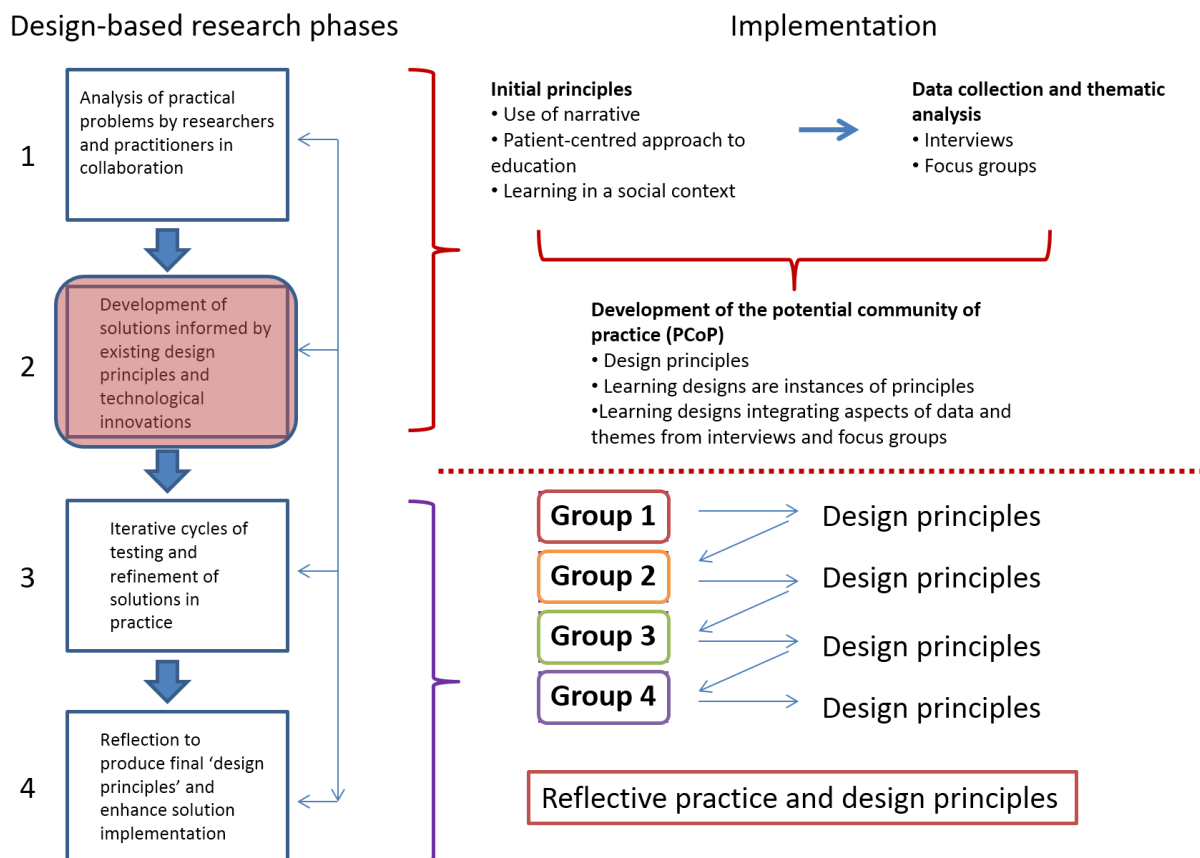 Design-based research phases
1
Analysis of practical
problems by researchers
and practitioners in
collaboration
2
Development of
solutions informed by
existing design
principles and
technological
innovations
3
Iterative cycles of
testing and
refinement of
solutions in
practice
4
Reflection to
produce final ‘design
principles’ and
enhance solution
implementation
Implementation
Initial principles
• Use of narrative
• Patient-centred approach to
education
• Learning in a social context
Data collection and thematic
analysis
• Interviews
• Focus groups
Development of the potential community of
practice (PCoP)
• Design principles
• Learning designs are instances of principles
•Learning designs integrating aspects of data and
themes from interviews and focus groups
Group 1
Design principles
Group 2
Design principles
Group 3
Design principles
Group 4
Design principles
Reflective practice and design principles